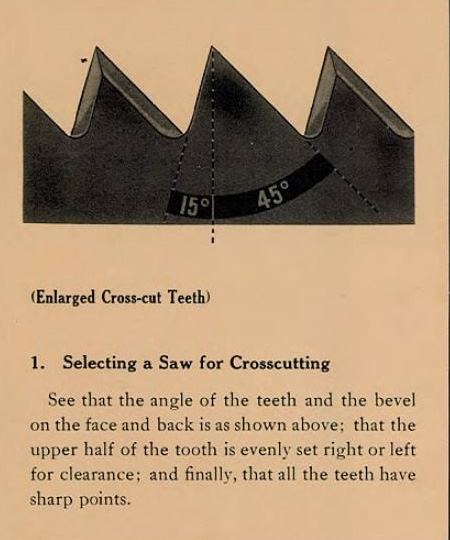 15° 45°
(Enlarged Cross-cut Teeth)
1. Selecting a Saw for Crosscutting
See that the angle of the teeth and the bevel
on the face and back is as shown above; that the
upper half of the tooth is evenly set right or left
for clearance; and finally, that all the teeth have
sharp points.